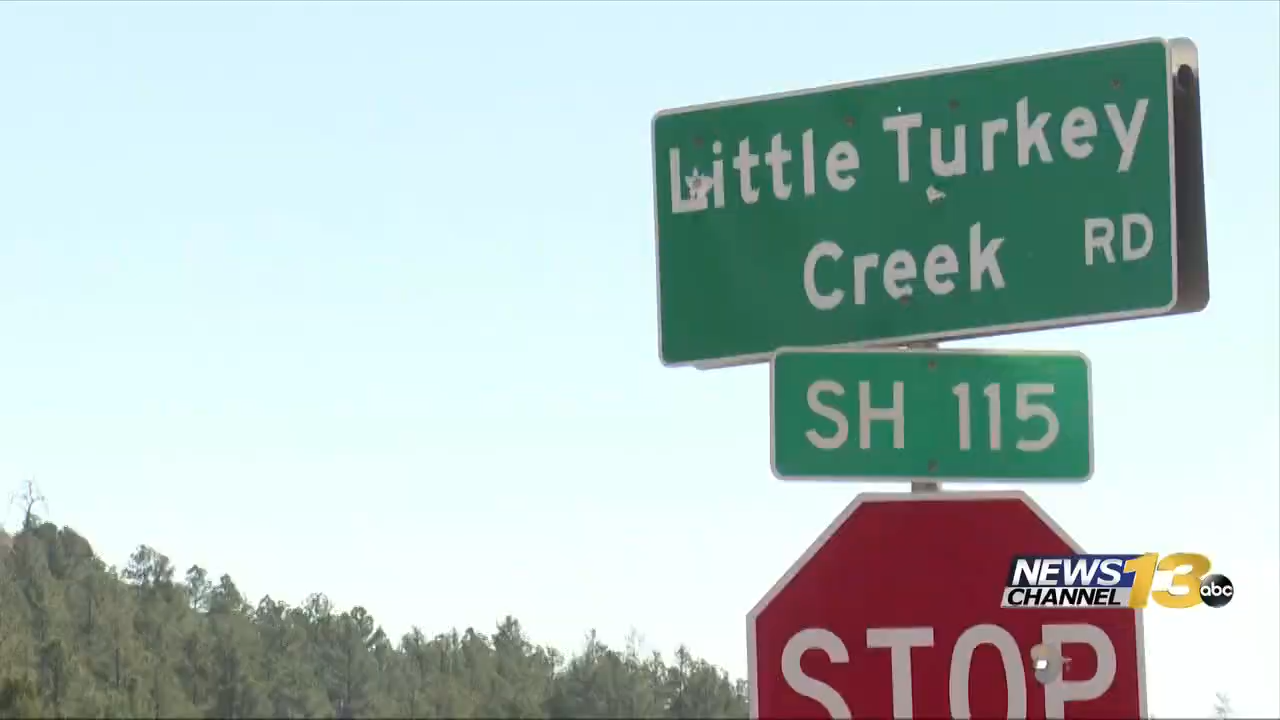 Little Turkey
Creek RD
SH 115
STOP
NEWS 13
CHANNEL abc